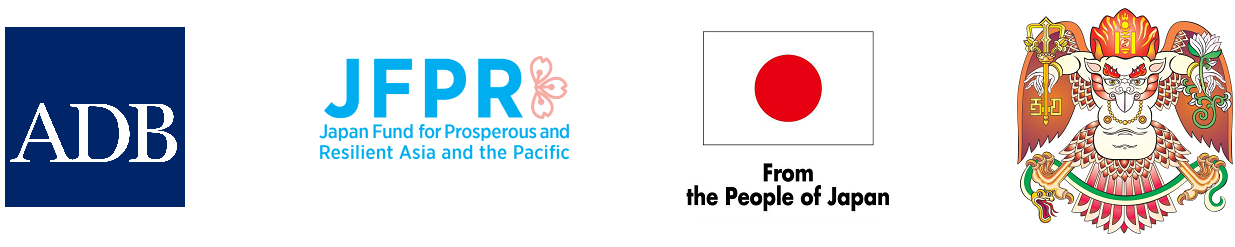 ADB
JFPR
Japan Fund for Prosperous and
Resilient Asia and the Pacific
From
the People of Japan